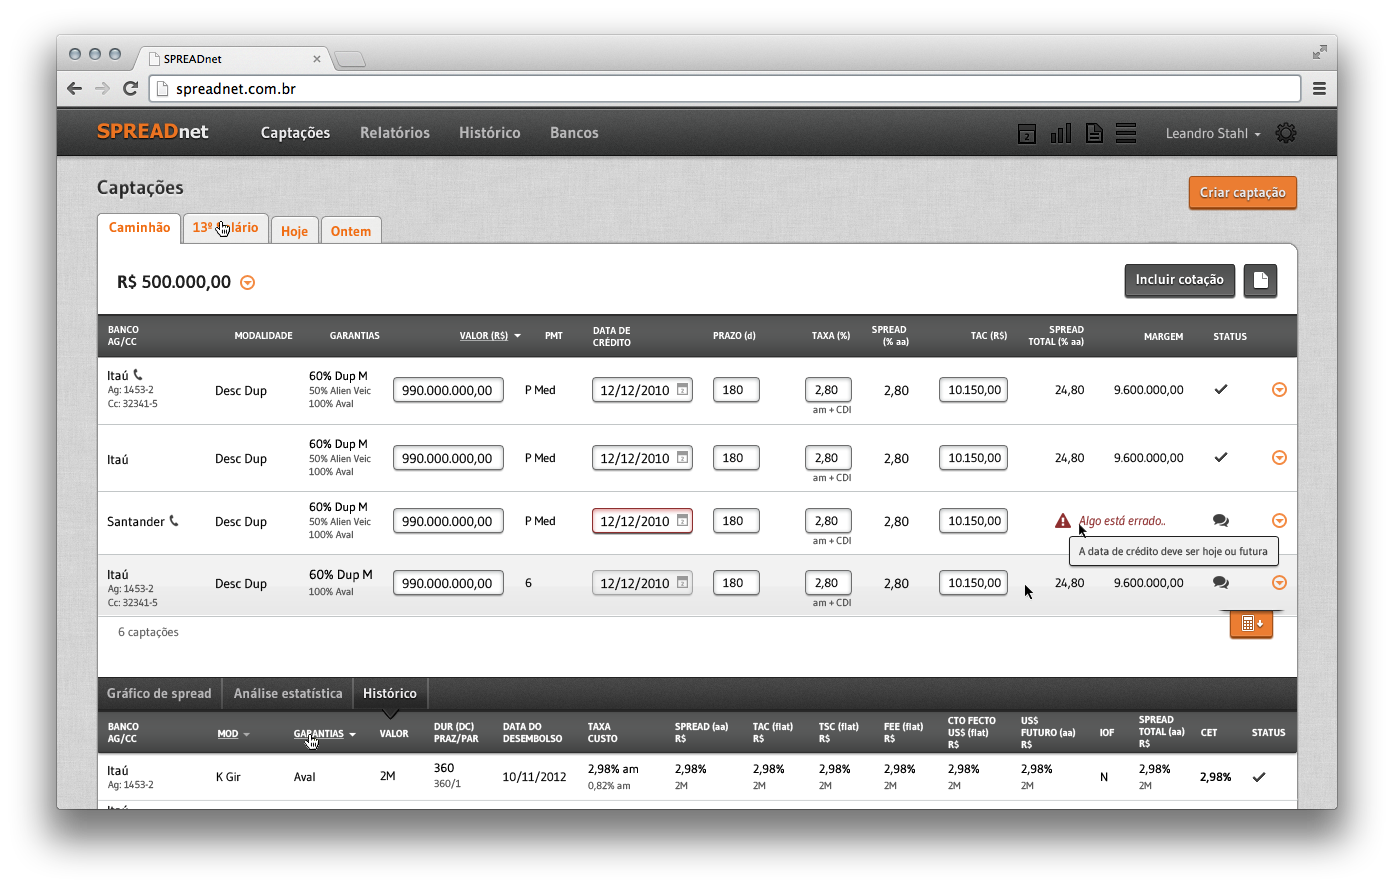 SPREADnet
spreadnet.com.br
SPREADnet
Captações
Relatórios
Histórico
Bancos
2
Leandro Stahl
Captações
Criar captação
Caminhão
13º
lário
Hoje
Ontem
R$ 500.000,00
Incluir cotação
BANCO
AG/CC
MODALIDADE
GARANTIAS
VALOR (R$)
PMT
DATA DE
CRÉDITO
PRAZO (d)
TAXA (%)
SPREAD
(% aa)
TAC (R$)
SPREAD
TOTAL (% aa)
MARGEM
STATUS
Itaú
Ag: 1453-2
Cc: 32341-5
Desc Dup
60% Dup M
50% Alien Veic
100% Aval
990.000.000,00
P Med
12/12/2010
180
2,80
am + CDI
2,80
10.150,00
24,80
9.600.000,00
Itaú
Desc Dup
60% Dup M
50% Alien Veic
100% Aval
990.000.000,00
P Med
12/12/2010
180
2,80
am + CDI
2,80
10.150,00
24,80
9.600.000,00
Santander
Desc Dup
60% Dup M
50% Alien Veic
100% Aval
990.000.000,00
P Med
12/12/2010
180
2,80
am + CDI
2,80
10.150,00
Algo está errado..
A data de crédito deve ser hoje ou futura
Itaú
Ag: 1453-2
Cc: 32341-5
Desc Dup
60% Dup M
100% Aval
990.000.000,00
6
12/12/2010
180
2,80
am + CDI
2,80
10.150,00
24,80
9.600.000,00
6 captações
Gráfico de spread
Análise estatística
Histórico
BANCO
AG/CC
MOD
GARANTIAS
VALOR
DUR (DC)
PRAZ/PAR
DATA DO
DESEMBOLSO
TAXA
CUSTO
SPREAD (aa)
R$
TAC (flat)
R$
TSC (flat)
R$
FEE (flat)
R$
CTO FECTO
US$ (flat)
R$
US$
FUTURO (aa)
R$
IOF
SPREAD
TOTAL (aa)
R$
CET
STATUS
Itaú
Ag: 1453-2
K Gir
Aval
2M
360
360/1
10/11/2012
2,98% am
0,82% am
2,98%
2M
2,98%
2M
2,98%
2M
2,98%
2M
2,98%
2M
2,98%
2M
N
2,98%
2M
2,98%